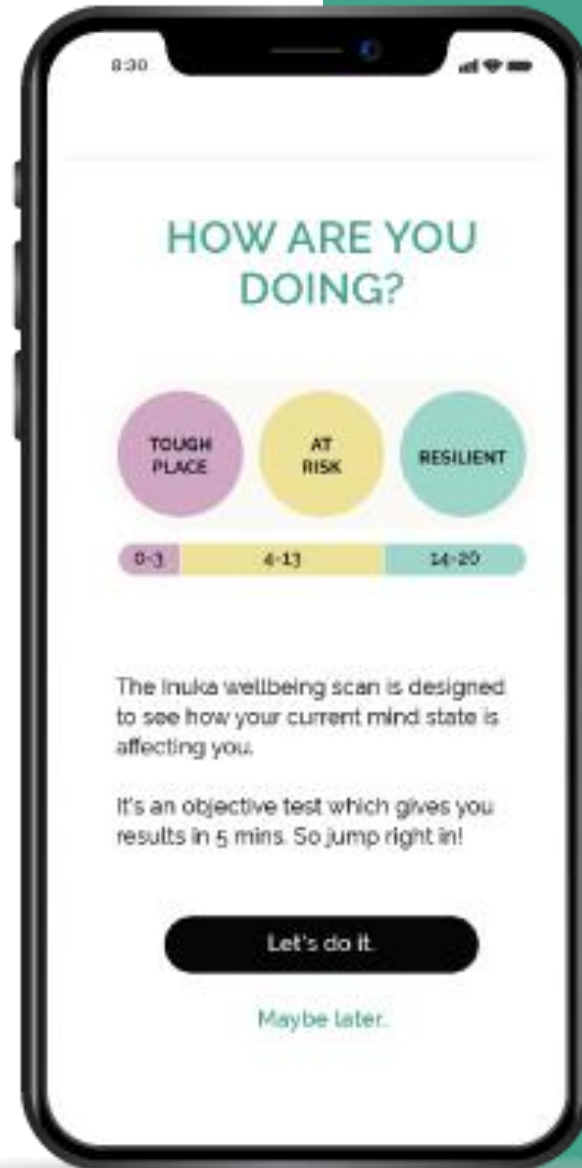 8:30
HOW ARE YOU
DOING?
TOUGH
PLACE
AT
RISK
RESILIENT
0-3
4-13
14-20
The Inuka wellbeing scan is designed
to see how your current mind state is
affecting you.
It's an objective test which gives you
results in 5 mins. So jump right in!
Let's do it.
Maybe later.